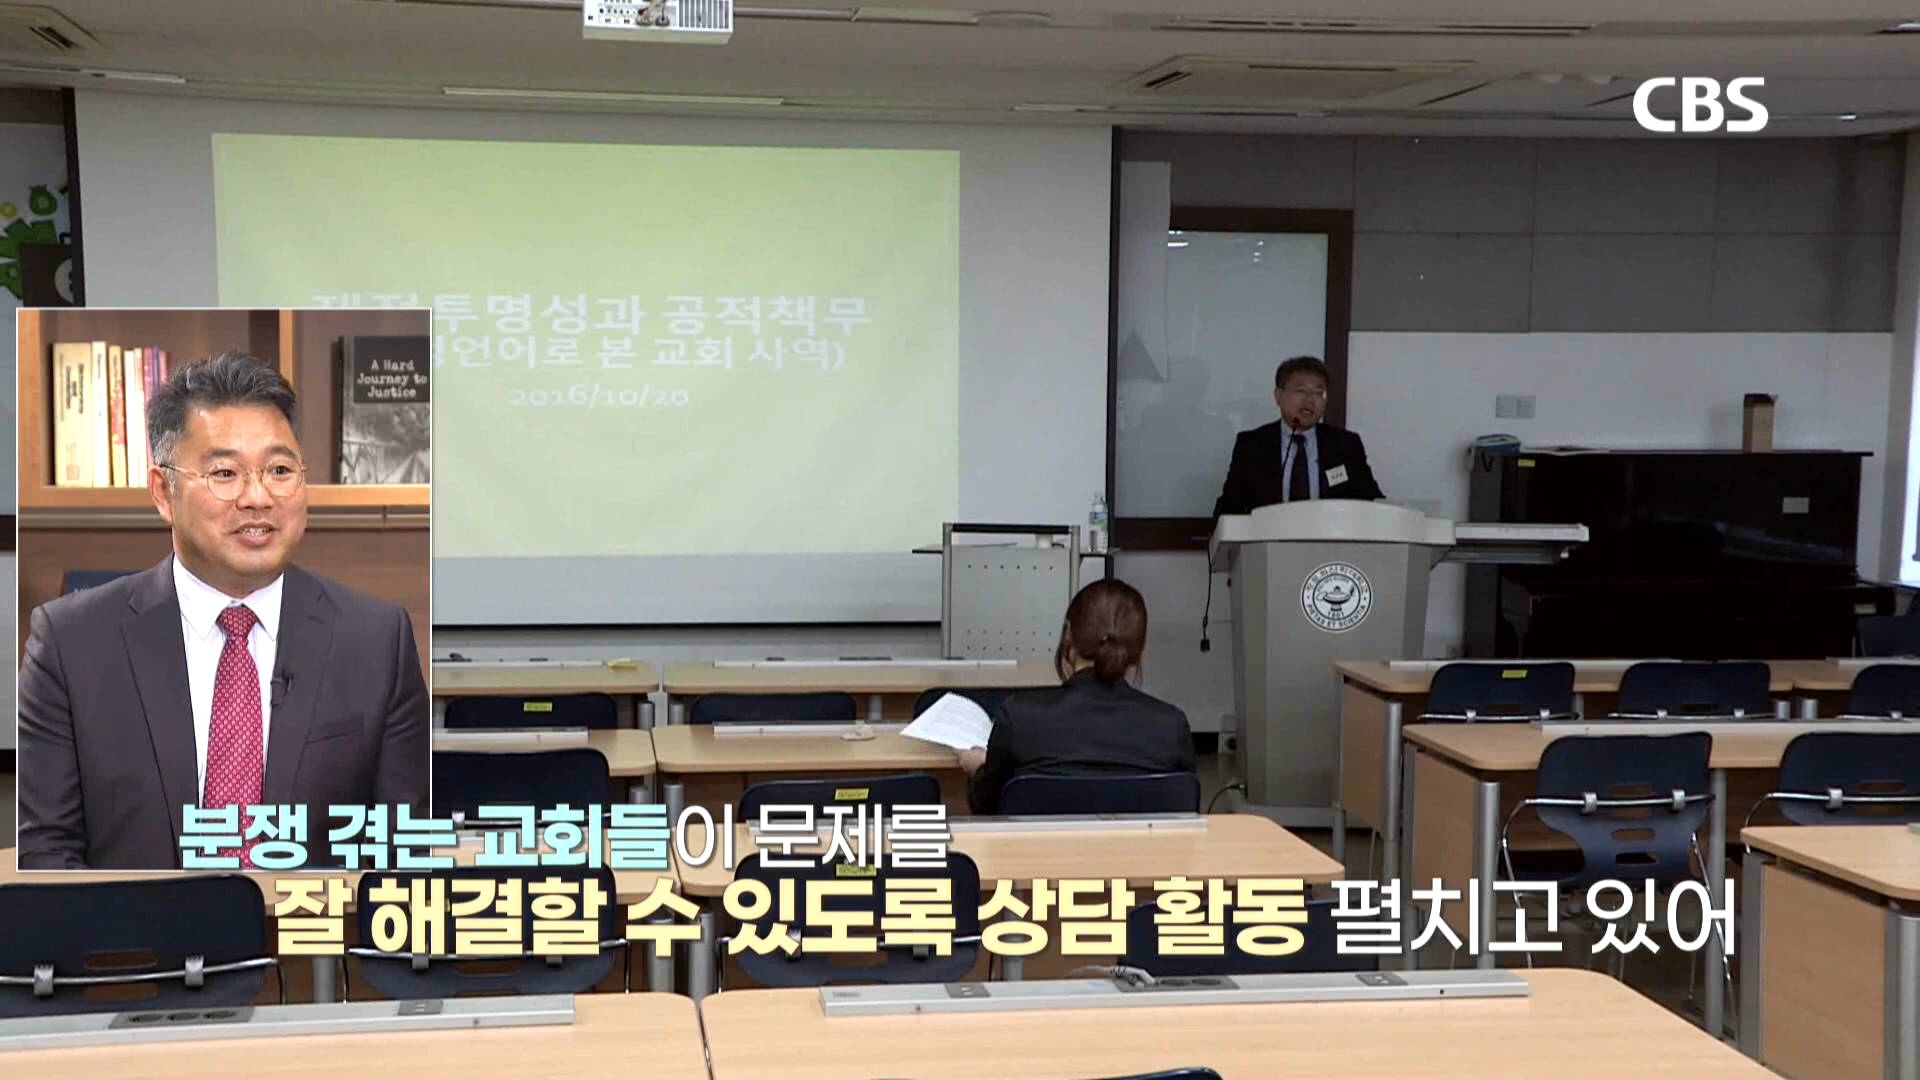 CBS
투명성과 공적책무
언어로 본 교회 사역)
2016/10/20
A Hard
Journey to
Justice
분쟁 겪는 교회들이 문제를
잘 해결할 수 있도록 상담 활동 펼치고 있어